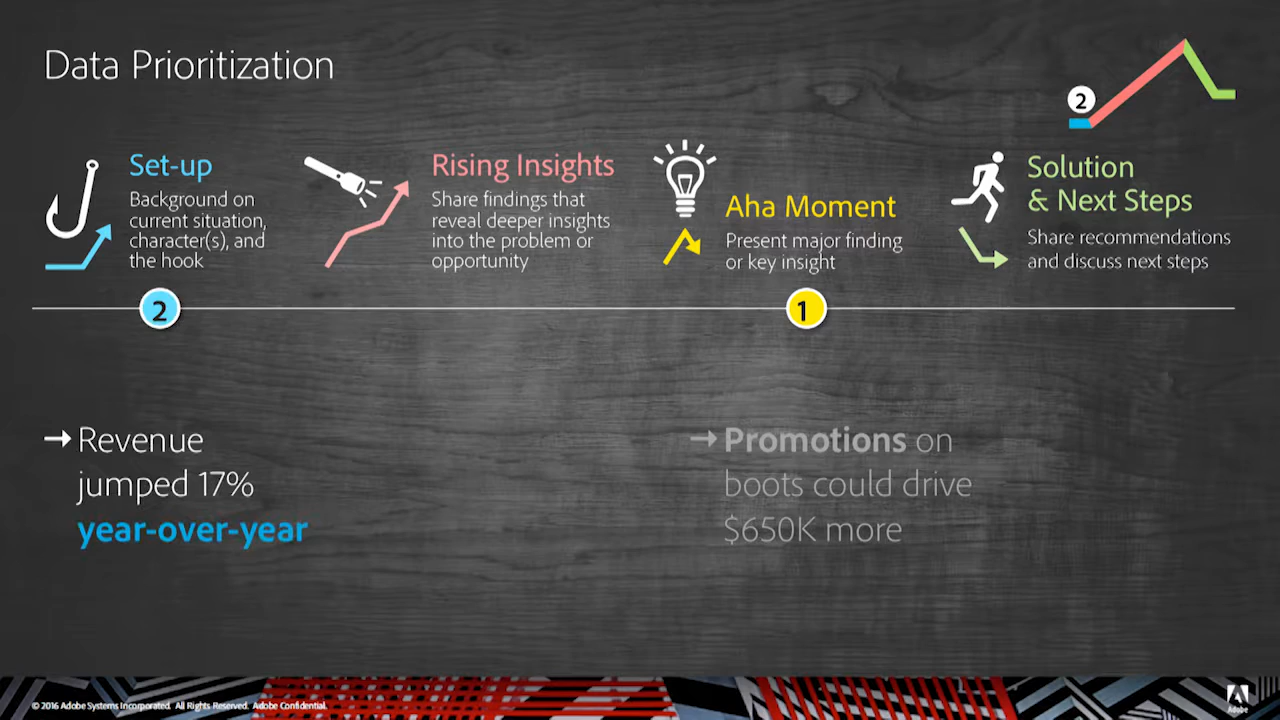 Data Prioritization
2
Set-up
Background on
current situation,
character(s), and
the hook
Rising Insights
Share findings that
reveal deeper insights
into the problem or
opportunity
Aha Moment
Present major finding
or key insight
Solution
& Next Steps
Share recommendations
and discuss next steps
2
1
Revenue
jumped 17%
year-over-year
Promotions on
boots could drive
$650K more
© 2016 Adobe Systems Incorporated. All Rights Reserved. Adobe Confidential.
Adobe